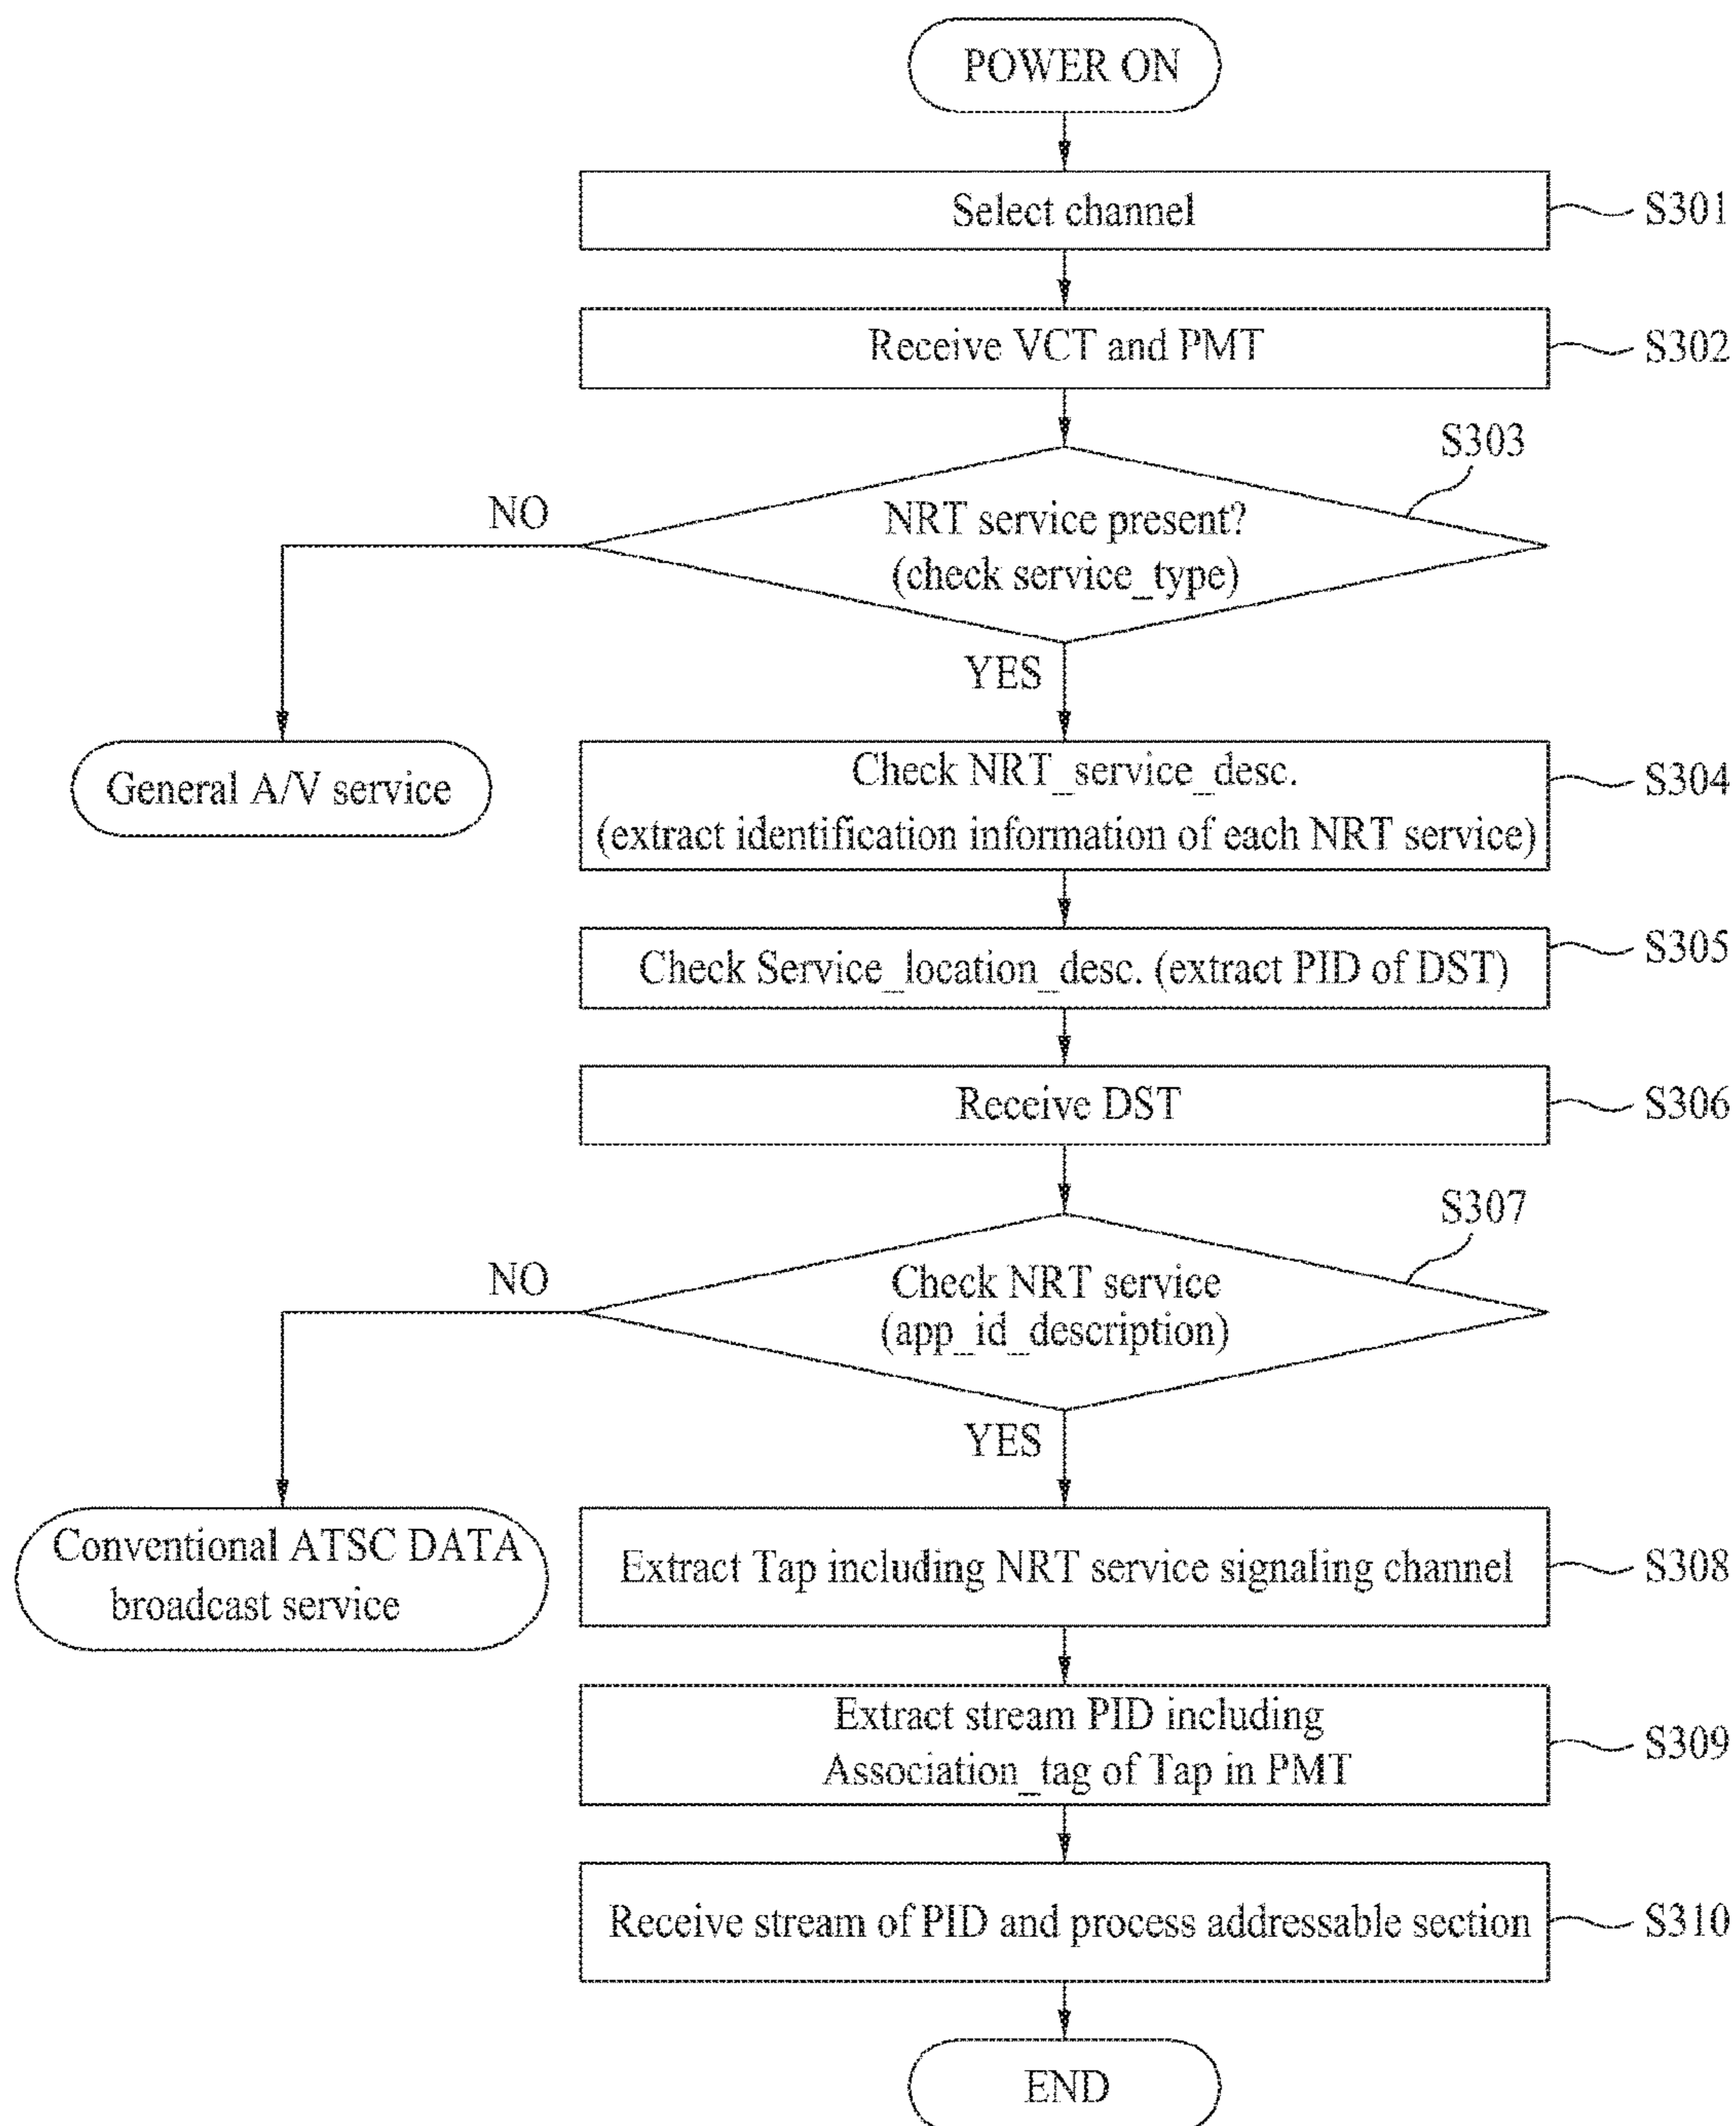 POWER ON
Select channel
S301
Receive VCT and PMT
S302
S303
NO
NRT service present?
(check service_type)
YES
General A/V service
Check NRT_service_desc.
(extract identification information of each NRT service)
S304
Check Service_location_desc. (extract PID of DST)
S305
Receive DST
S306
S307
NO
Check NRT service
(app_id_description)
YES
Conventional ATSC DATA
broadcast service
Extract Tap including NRT service signaling channel
S308
Extract stream PID including
Association_tag of Tap in PMT
S309
Receive stream of PID and process addressable section
S310
END